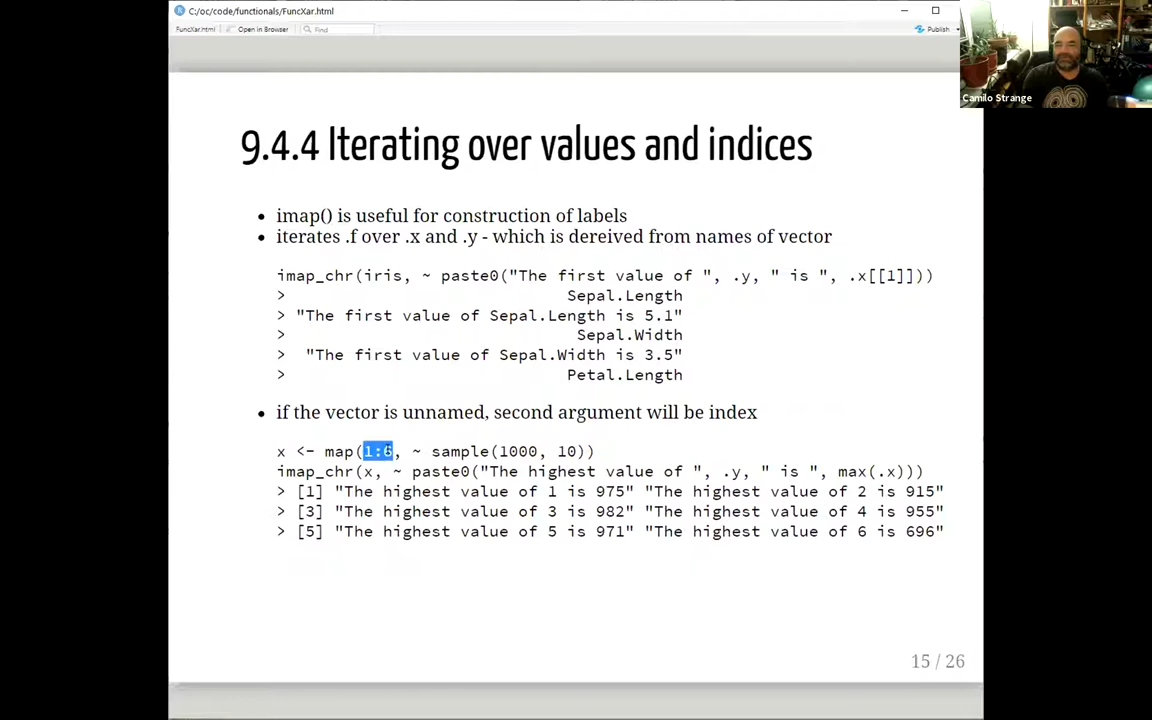 C:/oc/code/functionals/FuncXar.html
FuncXar.html
Open in Browser
Find
Publish
Camilo Strange
9.4.4 Iterating over values and indices
• imap() is useful for construction of labels
• iterates .f over .x and .y - which is dereived from names of vector
imap_chr(iris, ~ paste0("The first value of ", .y, " is ", .x[[1]]))
> Sepal.Length
> "The first value of Sepal.Length is 5.1"
> Sepal.Width
> "The first value of Sepal.Width is 3.5"
> Petal.Length
• if the vector is unnamed, second argument will be index
x <- map(1:6, ~ sample(1000, 10))
imap_chr(x, ~ paste0("The highest value of ", .y, " is ", max(.x)))
> [1] "The highest value of 1 is 975" "The highest value of 2 is 915"
> [3] "The highest value of 3 is 982" "The highest value of 4 is 955"
> [5] "The highest value of 5 is 971" "The highest value of 6 is 696"
15 / 26